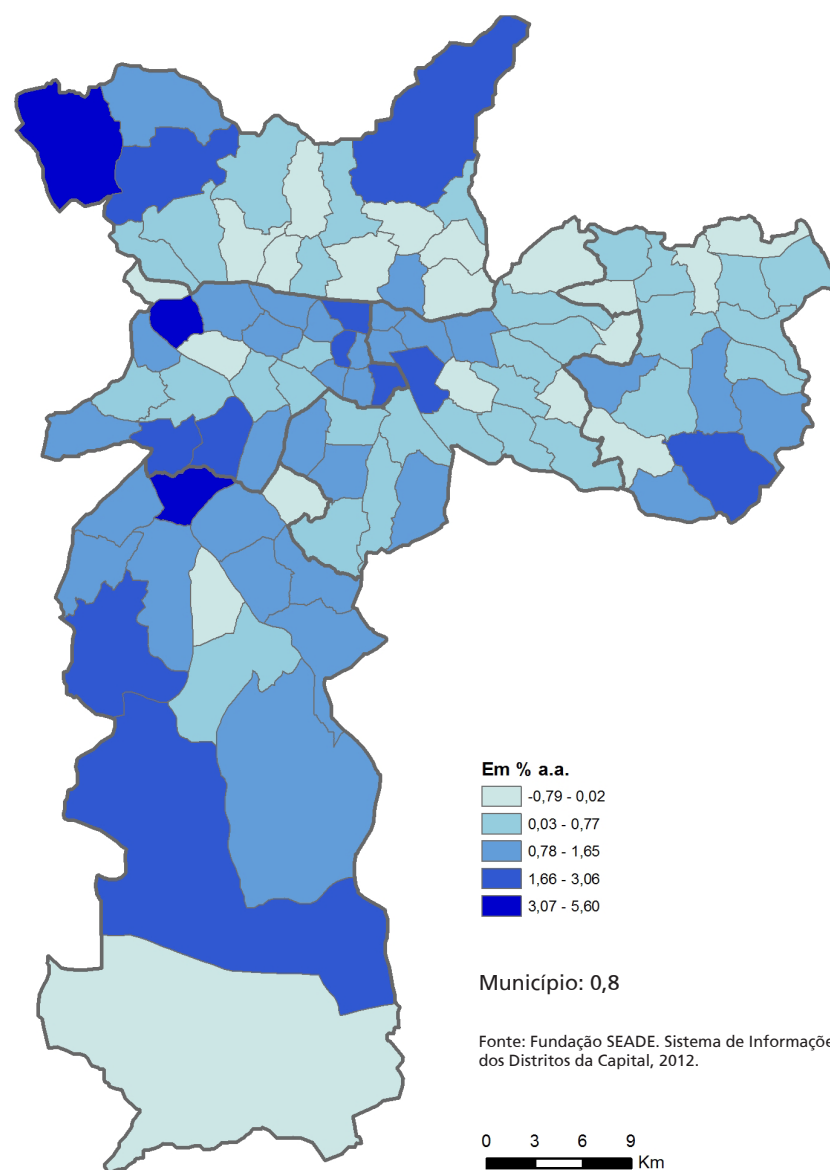 Em % a.a.
-0,79 - 0,02
0,03 - 0,77
0,78 - 1,65
1,66 - 3,06
3,07 - 5,60
Município: 0,8
Fonte: Fundação SEADE. Sistema de Informaçõe
dos Distritos da Capital, 2012.
0 3 6 9
Km